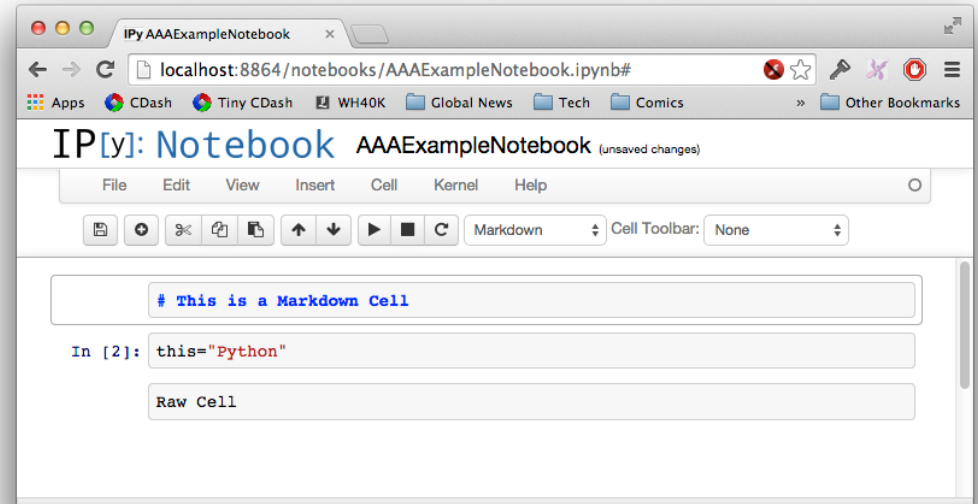 IPy AAAExampleNotebook ×
localhost:8864/notebooks/AAAExampleNotebook.ipynb#
Apps CDash Tiny CDash WH40K Global News Tech Comics » Other Bookmarks
IP[y]: Notebook AAAExampleNotebook (unsaved changes)
File Edit View Insert Cell Kernel Help
Markdown Cell Toolbar: None
# This is a Markdown Cell
In [2]: this="Python"
Raw Cell